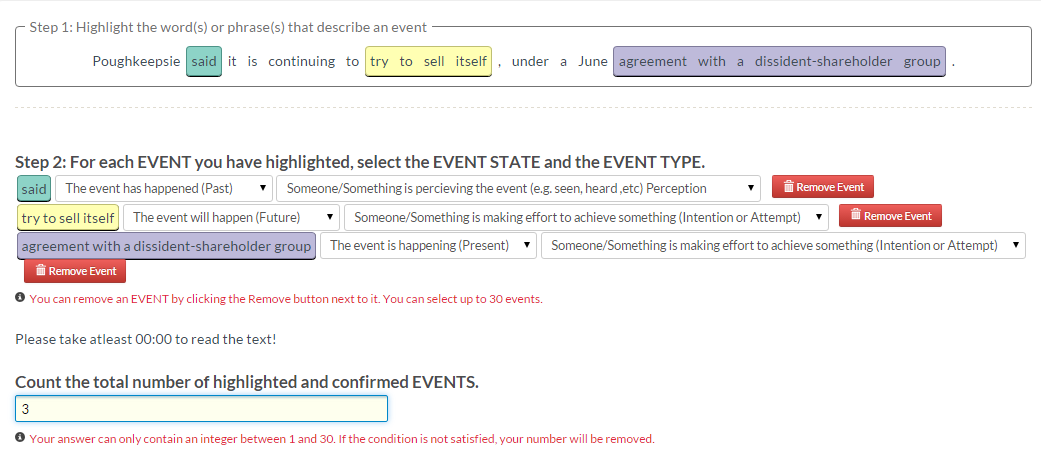 Step 1: Highlight the word(s) or phrase(s) that describe an event
Poughkeepsie said it is continuing to try to sell itself , under a June agreement with a dissident-shareholder group .
Step 2: For each EVENT you have highlighted, select the EVENT STATE and the EVENT TYPE.
said The event has happened (Past) Someone/Something is percieving the event (e.g. seen, heard ,etc) Perception Remove Event
try to sell itself The event will happen (Future) Someone/Something is making effort to achieve something (Intention or Attempt) Remove Event
agreement with a dissident-shareholder group The event is happening (Present) Someone/Something is making effort to achieve something (Intention or Attempt)
Remove Event
You can remove an EVENT by clicking the Remove button next to it. You can select up to 30 events.
Please take atleast 00:00 to read the text!
Count the total number of highlighted and confirmed EVENTS.
3
Your answer can only contain an integer between 1 and 30. If the condition is not satisfied, your number will be removed.